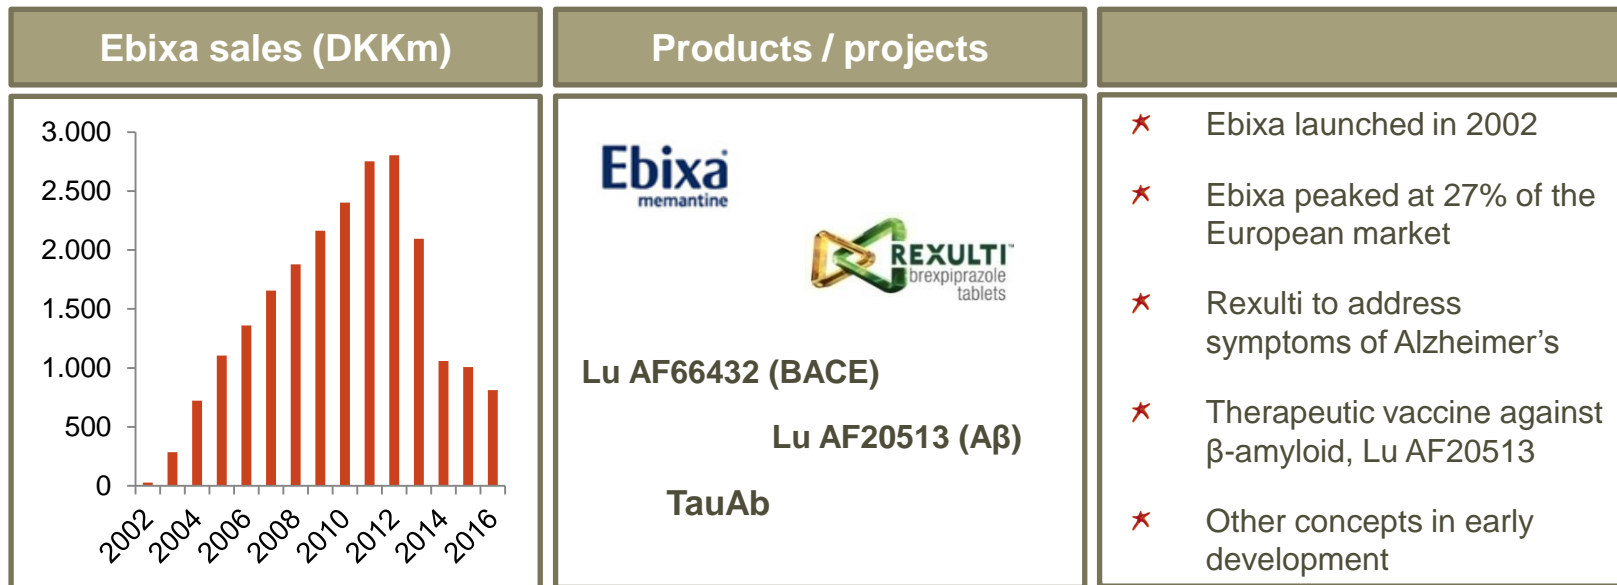 Ebixa sales (DKKm)
3.000
2.500
2.000
1.500
1.000
500
0
2002
2004
2006
2008
2010
2012
2014
2016
Products / projects
Ebixa®
memantine
REXULTI™
brexpiprazole
tablets
Lu AF66432 (BACE)
Lu AF20513 (Aβ)
TauAb
Ebixa launched in 2002
Ebixa peaked at 27% of the
European market
Rexulti to address
symptoms of Alzheimer’s
Therapeutic vaccine against
β-amyloid, Lu AF20513
Other concepts in early
development